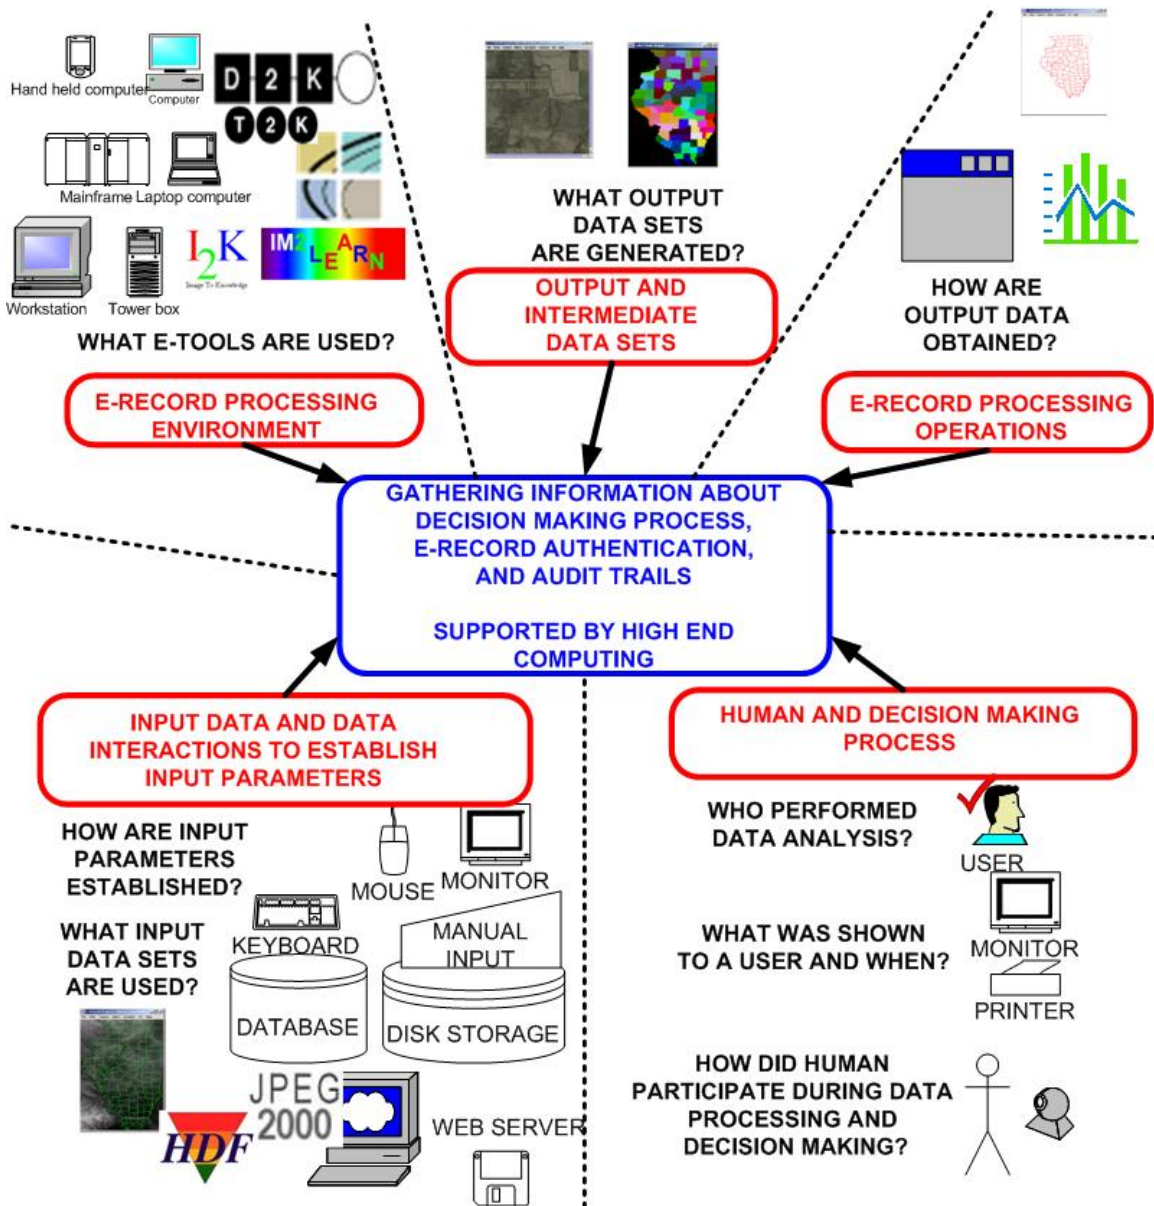 Hand held computer
Computer
D 2 K
T 2 K
Mainframe
Laptop computer
Workstation
Tower box
I2K
Image To Knowledge
IM2LEARN
WHAT E-TOOLS ARE USED?
E-RECORD PROCESSING
ENVIRONMENT
WHAT OUTPUT
DATA SETS
ARE GENERATED?
OUTPUT AND
INTERMEDIATE
DATA SETS
HOW ARE
OUTPUT DATA
OBTAINED?
E-RECORD PROCESSING
OPERATIONS
GATHERING INFORMATION ABOUT
DECISION MAKING PROCESS,
E-RECORD AUTHENTICATION,
AND AUDIT TRAILS
SUPPORTED BY HIGH END
COMPUTING
INPUT DATA AND DATA
INTERACTIONS TO ESTABLISH
INPUT PARAMETERS
HOW ARE INPUT
PARAMETERS
ESTABLISHED?
MOUSE
MONITOR
WHAT INPUT
DATA SETS
ARE USED?
KEYBOARD
MANUAL
INPUT
DATABASE
DISK STORAGE
HDF
JPEG
2000
WEB SERVER
HUMAN AND DECISION MAKING
PROCESS
WHO PERFORMED
DATA ANALYSIS?
USER
WHAT WAS SHOWN
TO A USER AND WHEN?
MONITOR
PRINTER
HOW DID HUMAN
PARTICIPATE DURING DATA
PROCESSING AND
DECISION MAKING?